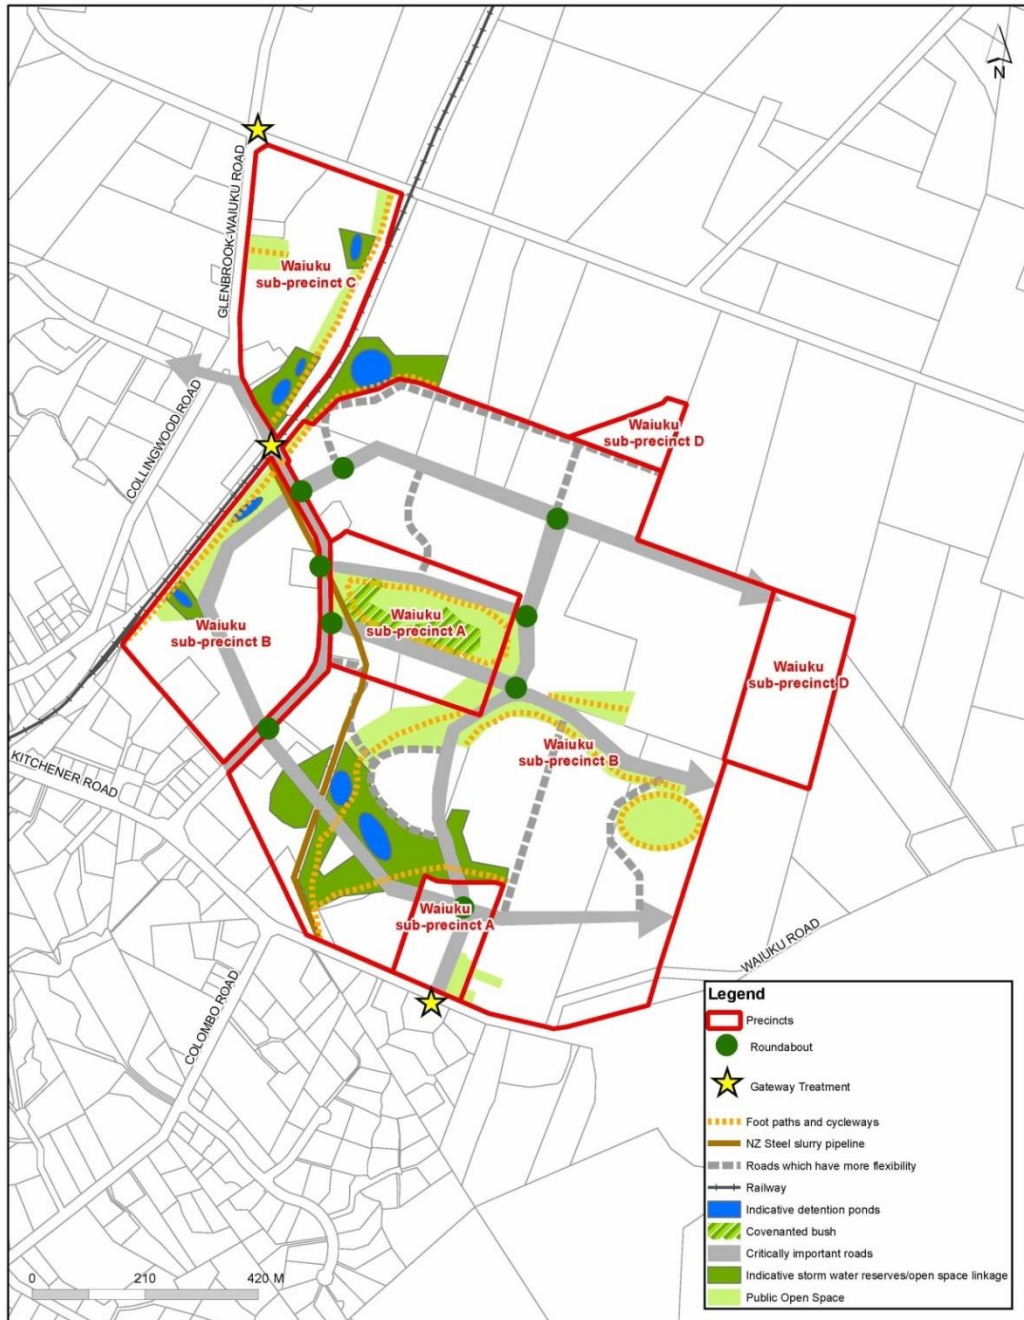 N
GLENBROOK-WAIUKU ROAD
Waiuku
sub-precinct C
COLLINGWOOD ROAD
Waiuku
sub-precinct D
Waiuku
sub-precinct A
Waiuku
sub-precinct B
Waiuku
sub-precinct D
Waiuku
sub-precinct B
KITCHENER ROAD
Waiuku
sub-precinct A
WAIUKU ROAD
COLOMBO ROAD
Legend
Precincts
Roundabout
Gateway Treatment
Foot paths and cycleways
NZ Steel slurry pipeline
Roads which have more flexibility
Railway
Indicative detention ponds
Covenanted bush
Critically important roads
Indicative storm water reserves/open space linkage
Public Open Space
0 210 420 M